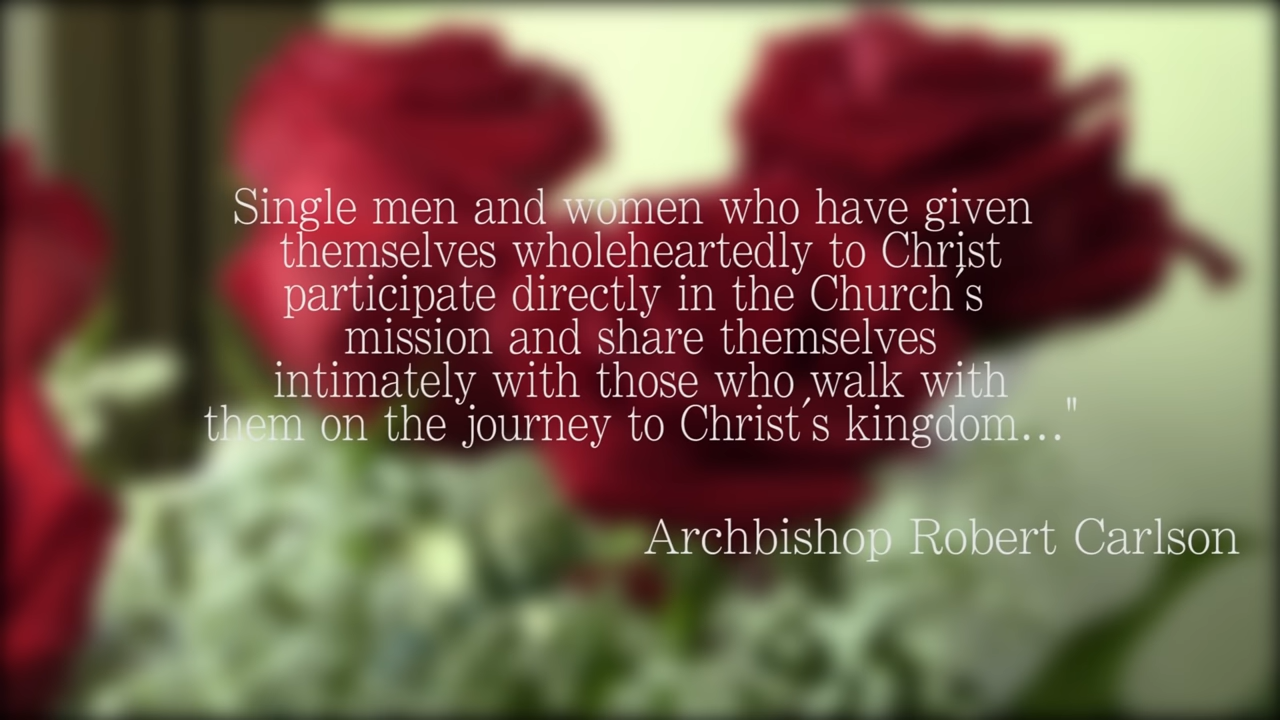 Single men and women who have given
themselves wholeheartedly to Christ
participate directly in the Church´s
mission and share themselves
intimately with those who walk with
them on the journey to Christ´s kingdom..."
Archbishop Robert Carlson